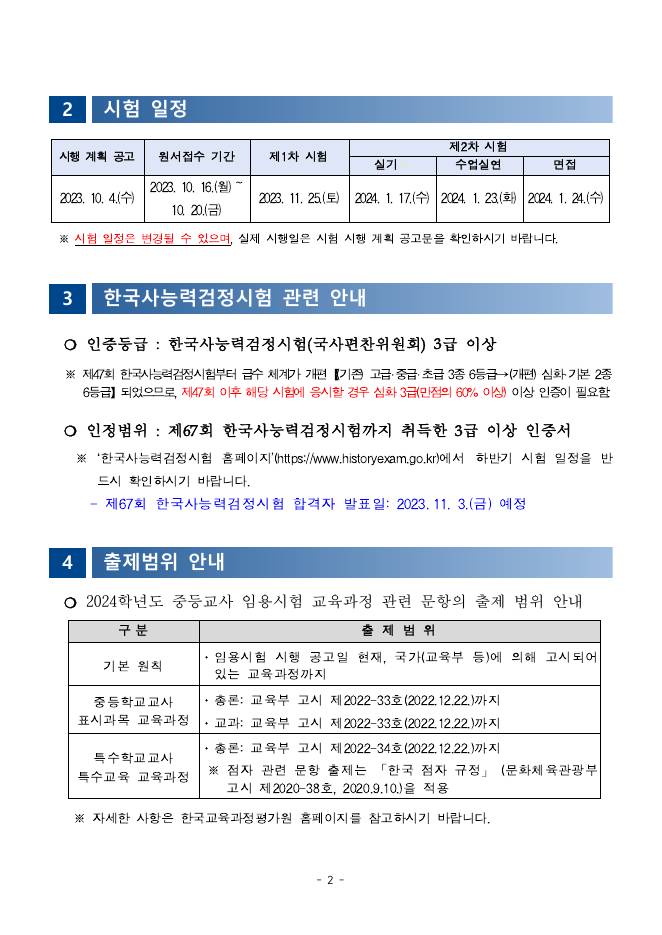 2 시험 일정
시행 계획 공고 원서접수 기간 제1차 시험 제2차 시험
실기 수업실연 면접
2023. 10. 4.(수) 2023. 10. 16.(월) ~ 10. 20.(금) 2023. 11. 25.(토) 2024. 1. 17.(수) 2024. 1. 23.(화) 2024. 1. 24.(수)
※ 시험 일정은 변경될 수 있으며, 실제 시행일은 시험 시행 계획 공고문을 확인하시기 바랍니다.
3 한국사능력검정시험 관련 안내
❍ 인증등급 : 한국사능력검정시험(국사편찬위원회) 3급 이상
※ 제47회 한국사능력검정시험부터 급수 체계가 개편【(기존) 고급·중급·초급 3종 6등급→(개편) 심화·기본 2종
6등급】되었으므로, 제47회 이후 해당 시험에 응시할 경우 심화 3급(만점의 60% 이상) 이상 인증이 필요함
❍ 인정범위 : 제67회 한국사능력검정시험까지 취득한 3급 이상 인증서
※ '한국사능력검정시험 홈페이지'(https://www.historyexam.go.kr)에서 하반기 시험 일정을 반
드시 확인하시기 바랍니다.
- 제67회 한국사능력검정시험 합격자 발표일: 2023. 11. 3.(금) 예정
4 출제범위 안내
❍ 2024학년도 중등교사 임용시험 교육과정 관련 문항의 출제 범위 안내
구분 출 제 범 위
기본 원칙
· 임용시험 시행 공고일 현재, 국가(교육부 등)에 의해 고시되어
있는 교육과정까지
중등학교교사
표시과목 교육과정
· 총론: 교육부 고시 제2022-33호(2022.12.22.)까지
· 교과: 교육부 고시 제2022-33호(2022.12.22.)까지
특수학교교사
특수교육 교육과정
· 총론: 교육부 고시 제2022-34호(2022.12.22.)까지
※ 점자 관련 문항 출제는 「한국 점자 규정」 (문화체육관광부
고시 제2020-38호, 2020.9.10.)을 적용
※ 자세한 사항은 한국교육과정평가원 홈페이지를 참고하시기 바랍니다.
- 2 -